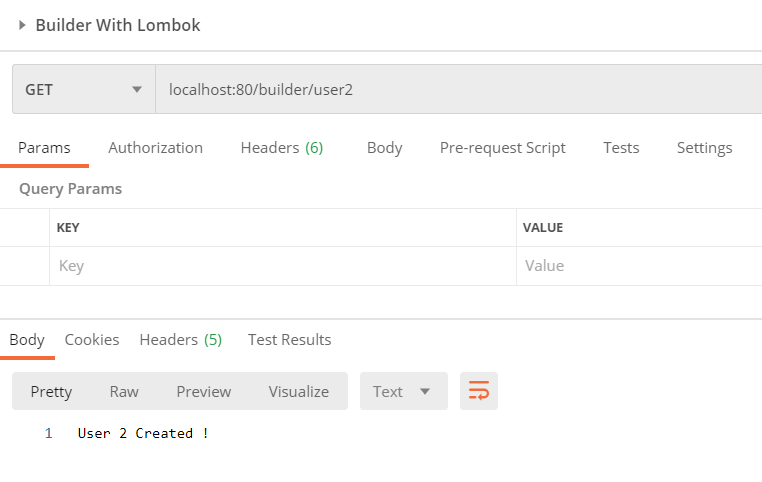 Builder With Lombok
GET localhost:80/builder/user2
Params Authorization Headers (6) Body Pre-request Script Tests Settings
Query Params
KEY VALUE
Key Value
Body Cookies Headers (5) Test Results
Pretty Raw Preview Visualize Text
1 User 2 Created !